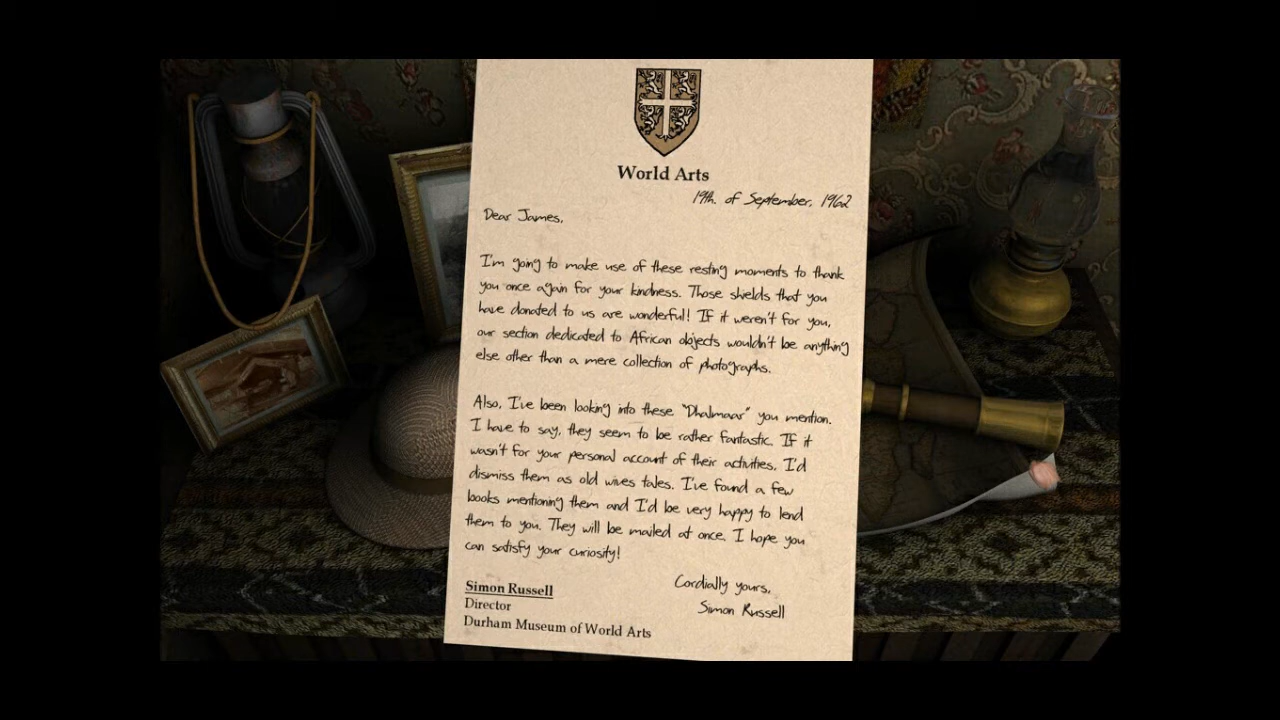 World Arts
19th. of September, 1962
Dear James,
I'm going to make use of these resting moments to thank
you once again for your kindness. Those shields that you
have donated to us are wonderful! If it weren't for you,
our section dedicated to African objects wouldn't be anything
else other than a mere collection of photographs.
Also, I've been looking into these "Dhalmaar" you mention.
I have to say, they seem to be rather fantastic. If it
wasn't for your personal account of their activities, I'd
dismiss them as old wives tales. I've found a few
books mentioning them and I'd be very happy to lend
them to you. They will be mailed at once. I hope you
can satisfy your curiosity!
Cordially yours,
Simon Russell
Simon Russell
Director
Durham Museum of World Arts